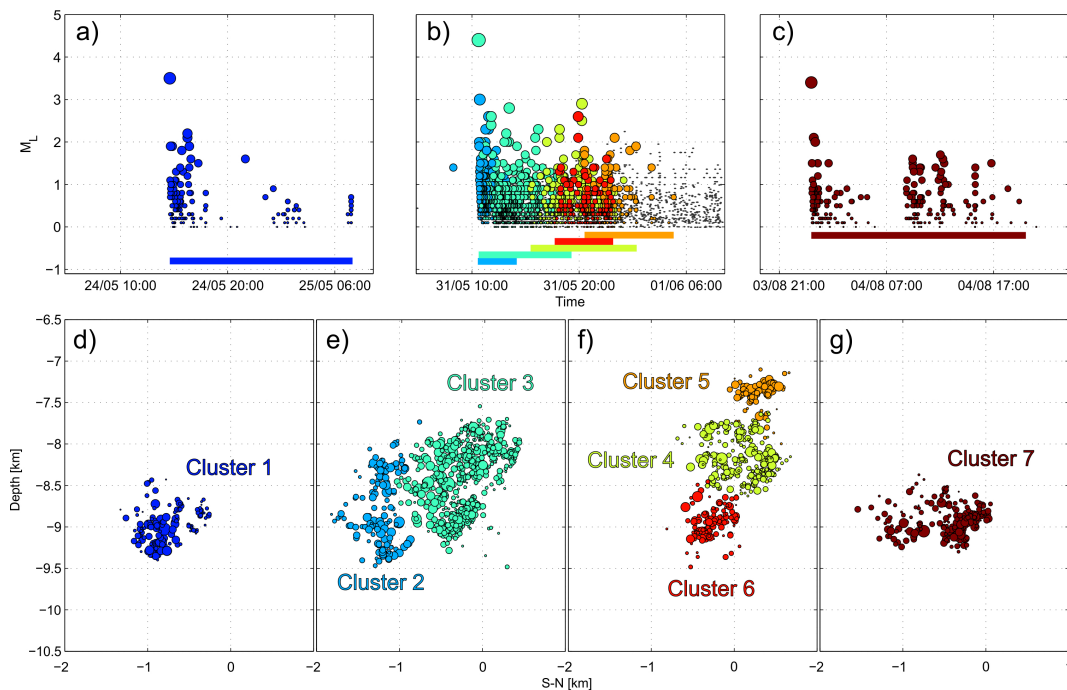 a)
b)
c)
5
4
3
2
1
0
−1
M_L
24/05 10:00
24/05 20:00
25/05 06:00
31/05 10:00
31/05 20:00
01/06 06:00
03/08 21:00
04/08 07:00
04/08 17:00
Time
d)
e)
f)
g)
−6.5
−7
−7.5
−8
−8.5
−9
−9.5
−10
−10.5
Depth [km]
Cluster 1
Cluster 2
Cluster 3
Cluster 5
Cluster 4
Cluster 6
Cluster 7
−2
−1
0
−2
−1
0
−2
−1
0
−2
−1
0
1
S-N [km]